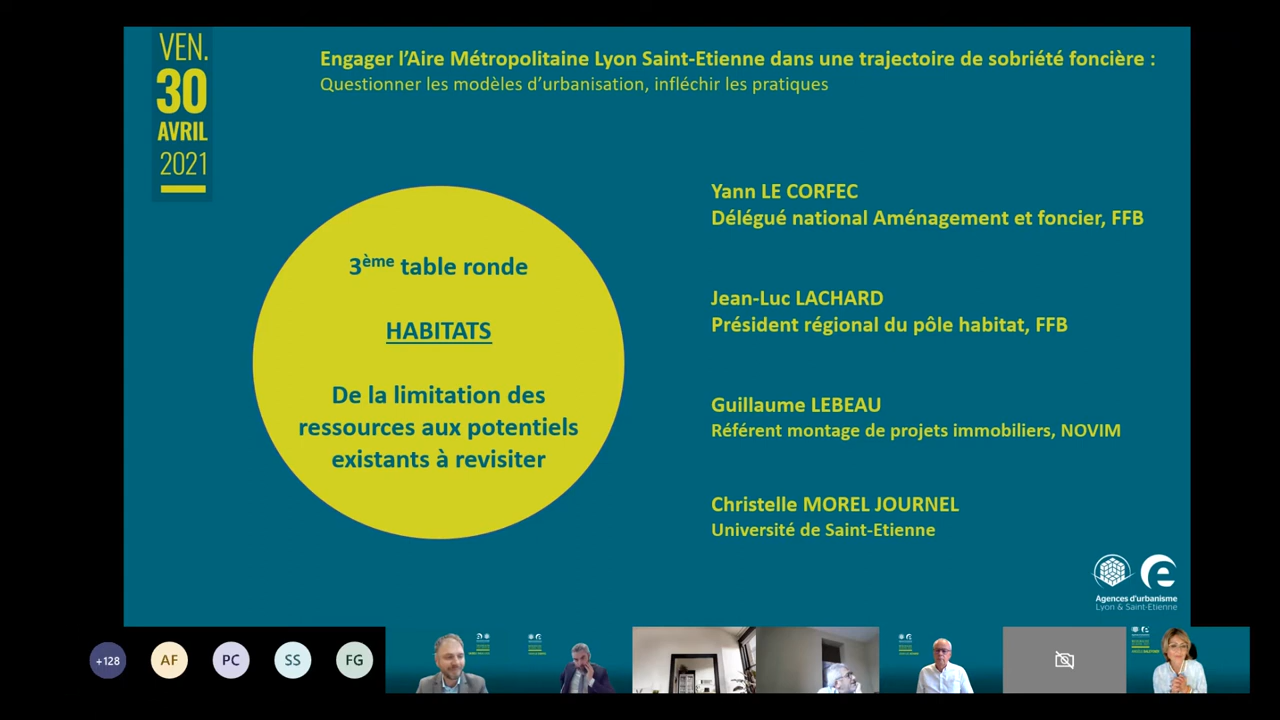 VEN.
30
AVRIL
2021
Engager l'Aire Métropolitaine Lyon Saint-Etienne dans une trajectoire de sobriété foncière :
Questionner les modèles d'urbanisation, infléchir les pratiques
3ème table ronde
HABITATS
De la limitation des
ressources aux potentiels
existants à revisiter
Yann LE CORFEC
Délégué national Aménagement et foncier, FFB
Jean-Luc LACHARD
Président régional du pôle habitat, FFB
Guillaume LEBEAU
Référent montage de projets immobiliers, NOVIM
Christelle MOREL JOURNEL
Université de Saint-Etienne
Agences d'urbanisme
Lyon & Saint-Etienne
+128
AF
PC
SS
FG